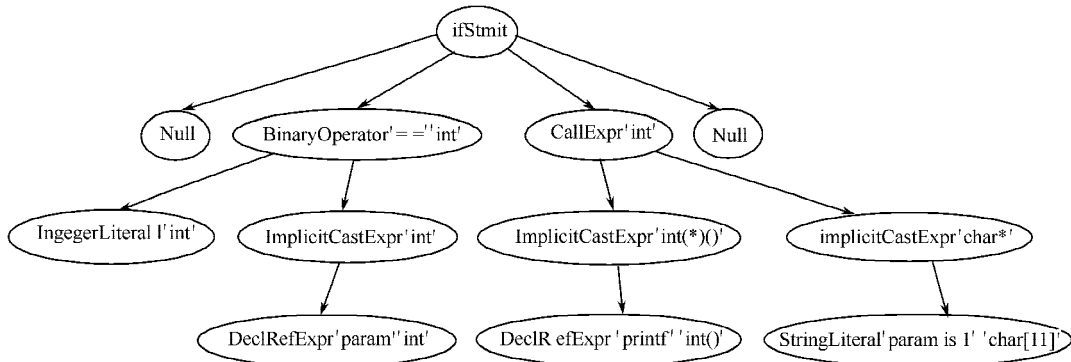 ifStmit
Null
BinaryOperator'==''int'
CallExpr'int'
Null
IngegerLiteral 1'int'
ImplicitCastExpr'int'
ImplicitCastExpr'int(*)()'
implicitCastExpr'char*'
DeclRefExpr'param''int'
DeclR efExpr 'printf' 'int()'
StringLiteral'param is 1' 'char[11]'